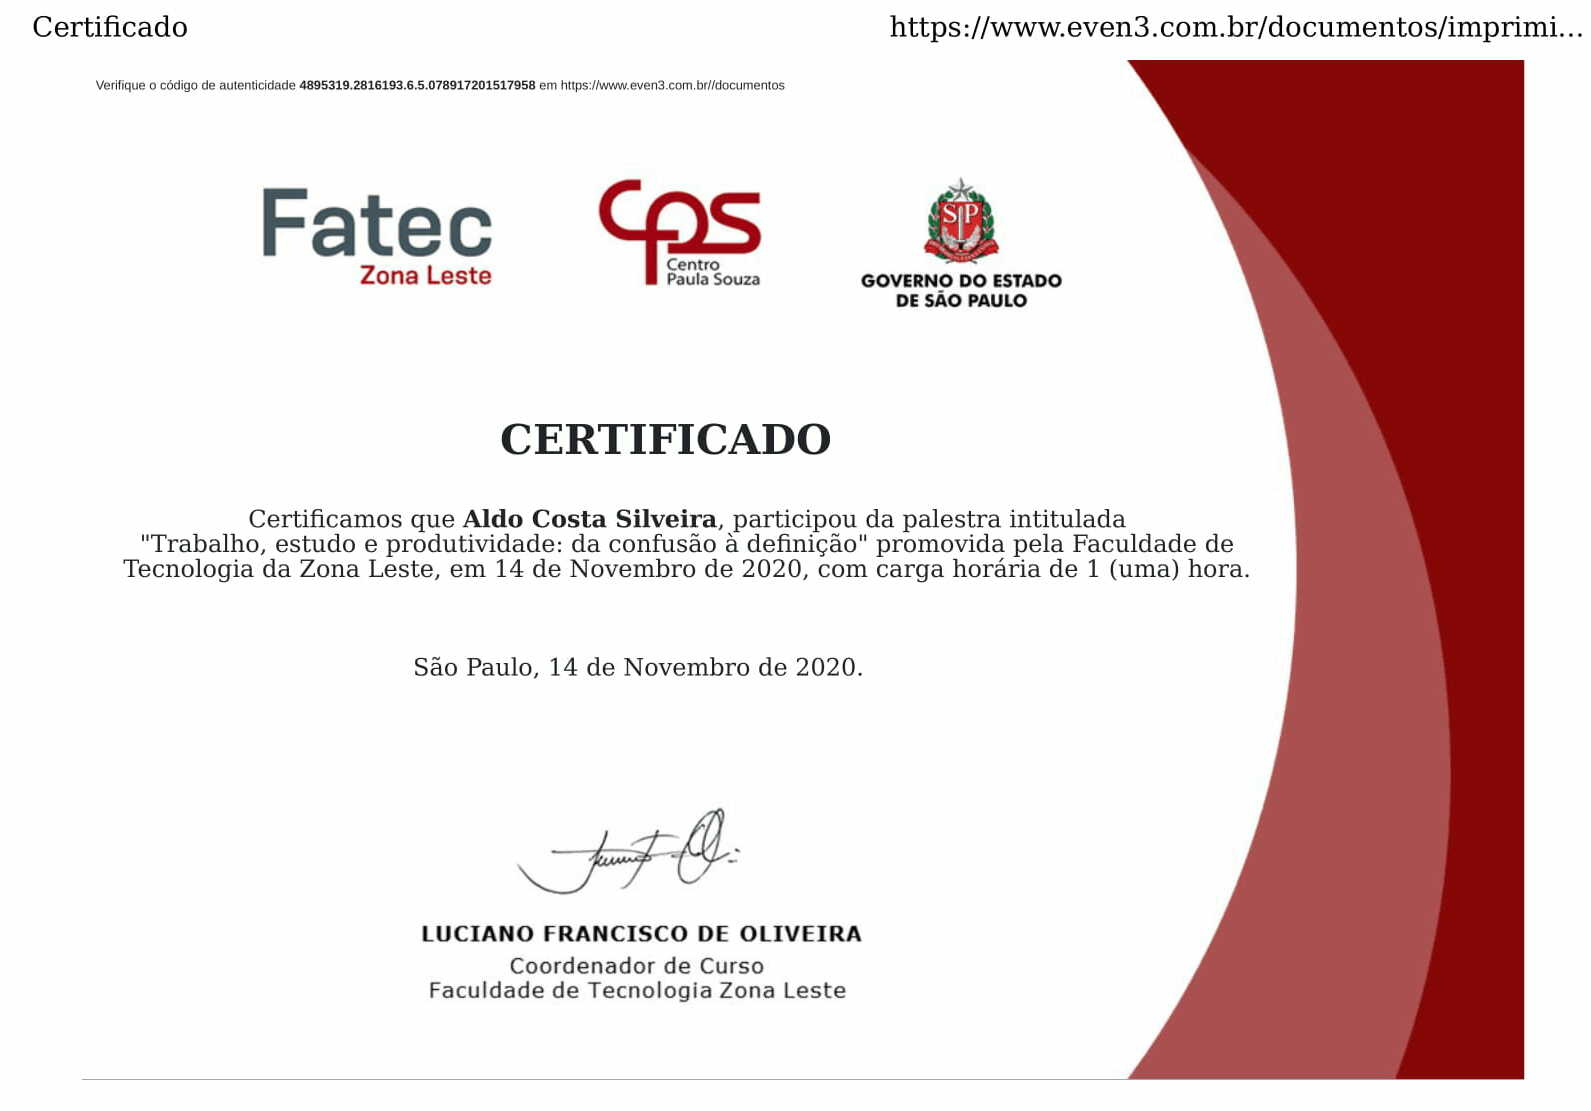 Certificado
https://www.even3.com.br/documentos/imprimi...
Verifique o código de autenticidade 4895319.2816193.6.5.078917201517958 em https://www.even3.com.br//documentos
Fatec
Zona Leste
CPS
Centro
Paula Souza
SP
GOVERNO DO ESTADO
DE SÃO PAULO
CERTIFICADO
Certificamos que Aldo Costa Silveira, participou da palestra intitulada
"Trabalho, estudo e produtividade: da confusão à definição" promovida pela Faculdade de
Tecnologia da Zona Leste, em 14 de Novembro de 2020, com carga horária de 1 (uma) hora.
São Paulo, 14 de Novembro de 2020.
LUCIANO FRANCISCO DE OLIVEIRA
Coordenador de Curso
Faculdade de Tecnologia Zona Leste